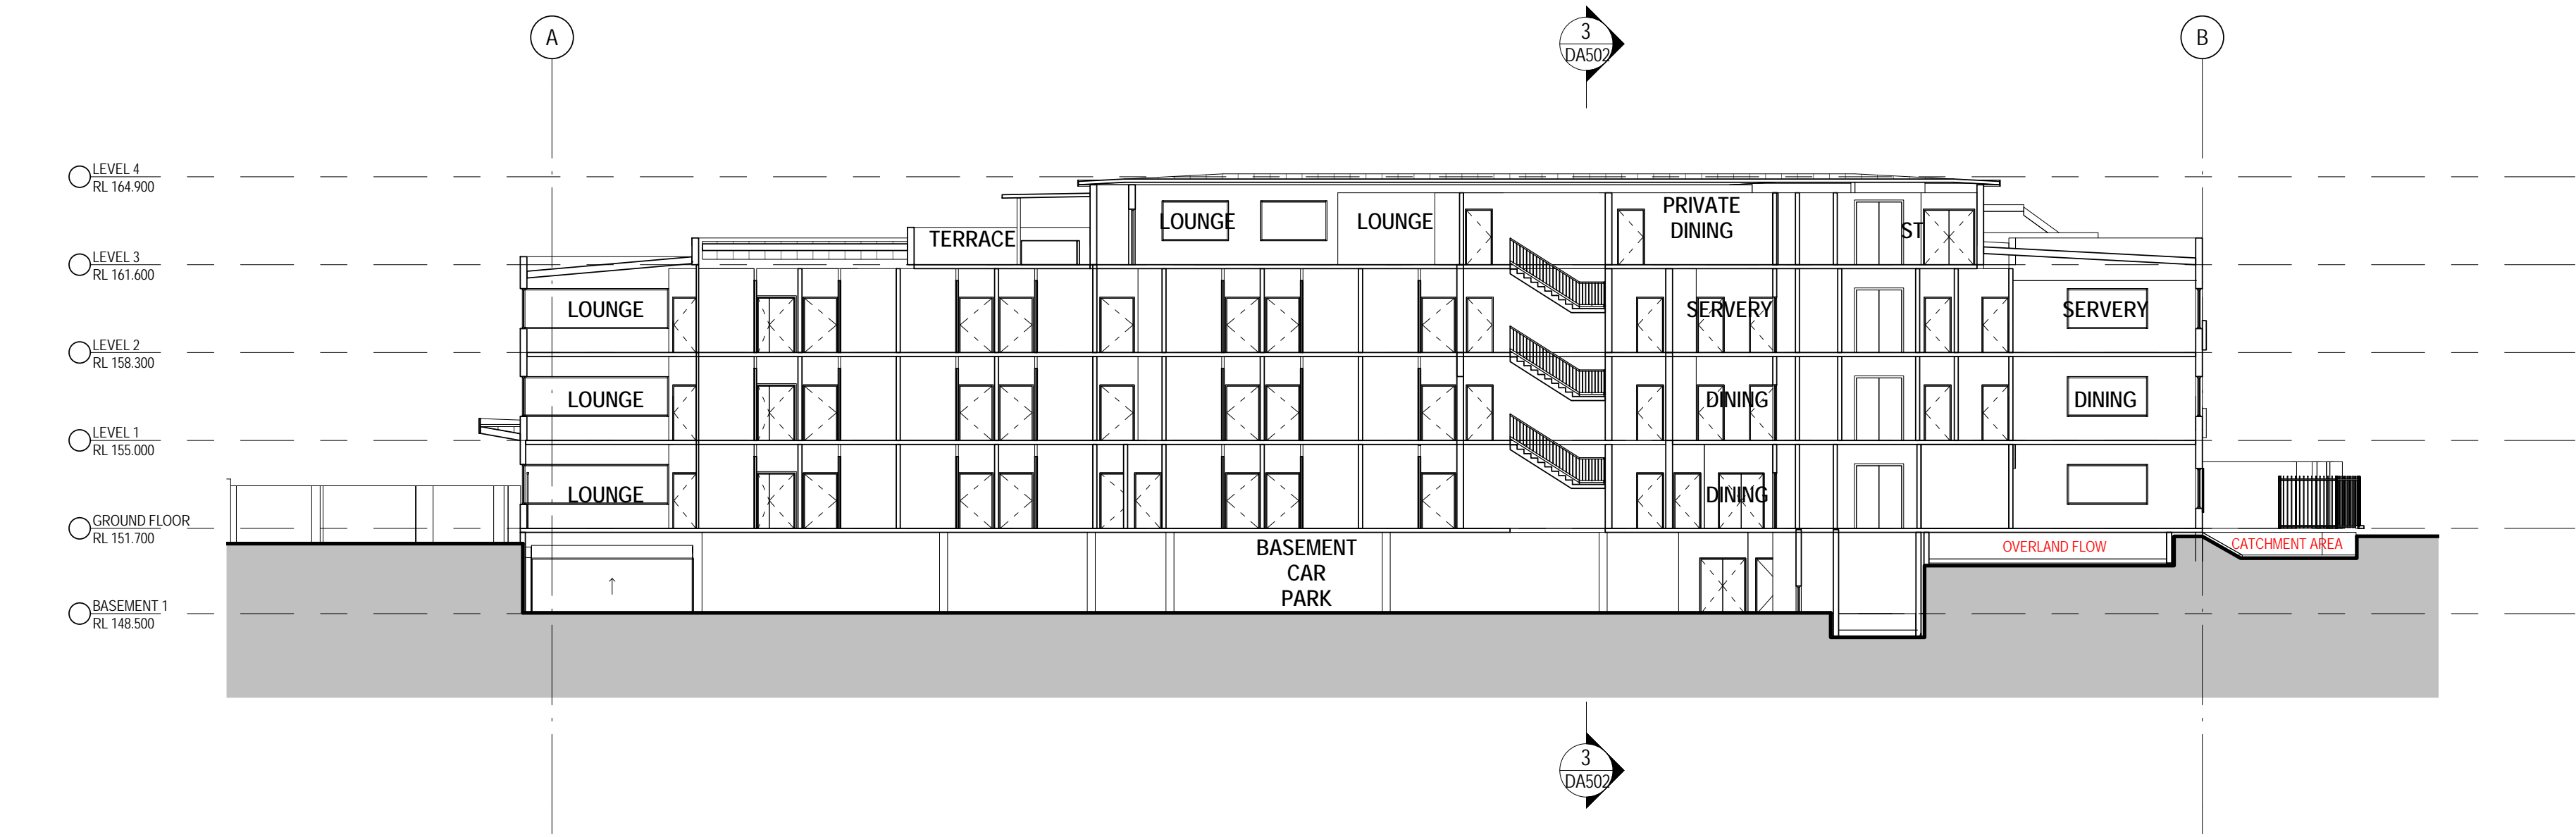 A
3
DA502
B
LEVEL 4
RL 164.900
LOUNGE
LOUNGE
PRIVATE
DINING
ST
TERRACE
LEVEL 3
RL 161.600
LOUNGE
SERVERY
SERVERY
LEVEL 2
RL 158.300
LOUNGE
DINING
DINING
LEVEL 1
RL 155.000
LOUNGE
DINING
GROUND FLOOR
RL 151.700
BASEMENT
CAR
PARK
OVERLAND FLOW
CATCHMENT AREA
BASEMENT 1
RL 148.500
3
DA502